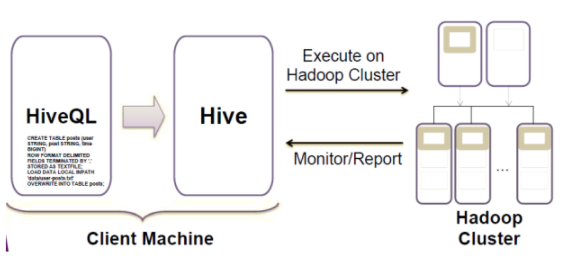 HiveQL
CREATE TABLE posts (user
STRING, post STRING, time
BIGINT)
ROW FORMAT DELIMITED
FIELDS TERMINATED BY ','
STORED AS TEXTFILE;
LOAD DATA LOCAL INPATH
'data/user-posts.txt'
OVERWRITE INTO TABLE posts;
Hive
Execute on
Hadoop Cluster
Monitor/Report
...
Client Machine
Hadoop
Cluster